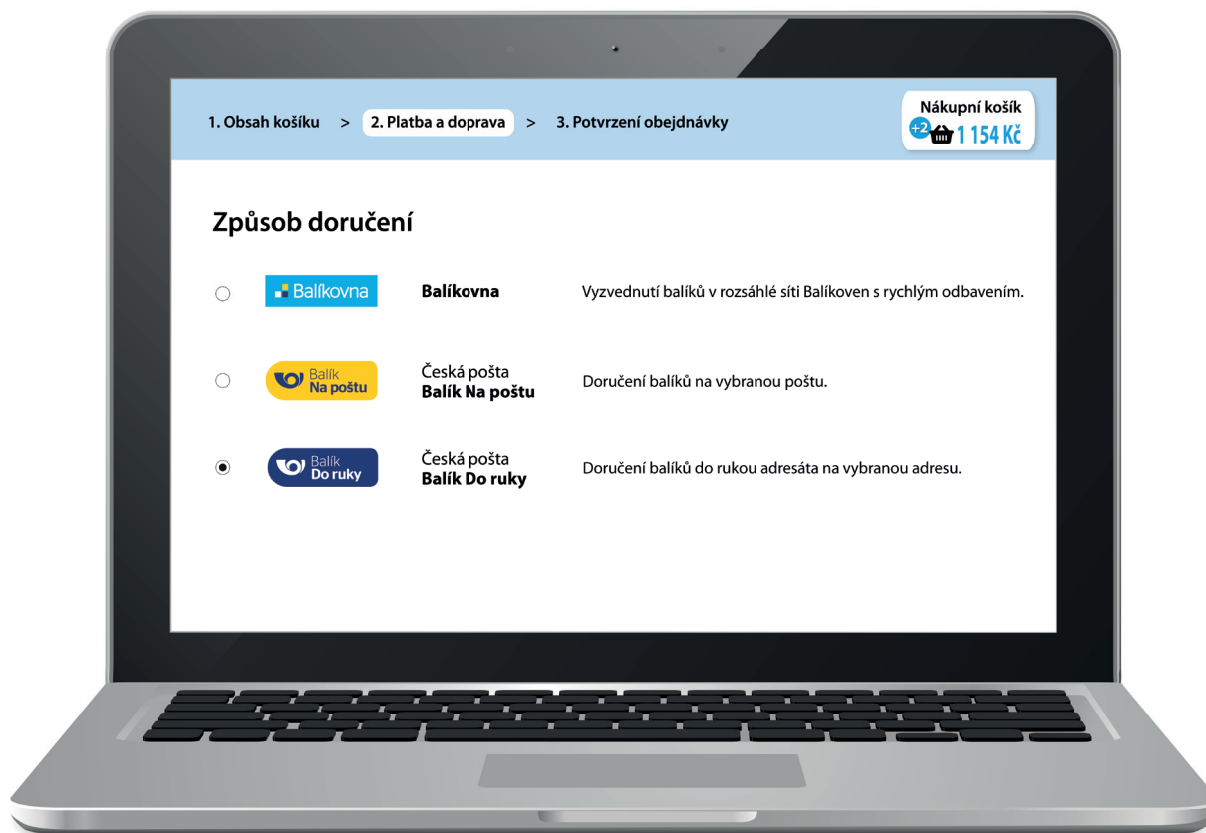 1. Obsah košíku > 2. Platba a doprava > 3. Potvrzení obejdnávky
Nákupní košík
+2 1 154 Kč
Způsob doručení
Balíkovna Balíkovna Vyzvednutí balíků v rozsáhlé síti Balíkoven s rychlým odbavením.
Balík
Na poštu
Česká pošta
Balík Na poštu
Doručení balíků na vybranou poštu.
Balík
Do ruky
Česká pošta
Balík Do ruky
Doručení balíků do rukou adresáta na vybranou adresu.